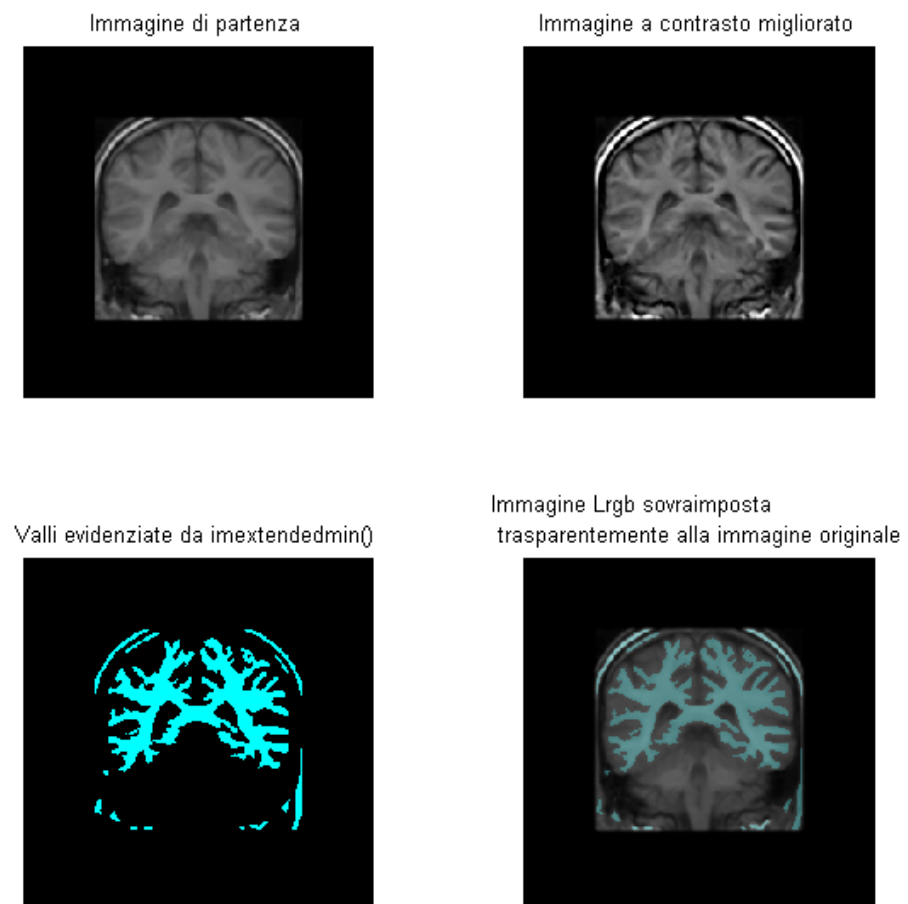 Immagine di partenza
Immagine a contrasto migliorato
Valli evidenziate da imextendedmin()
Immagine Lrgb sovraimposta
trasparentemente alla immagine originale